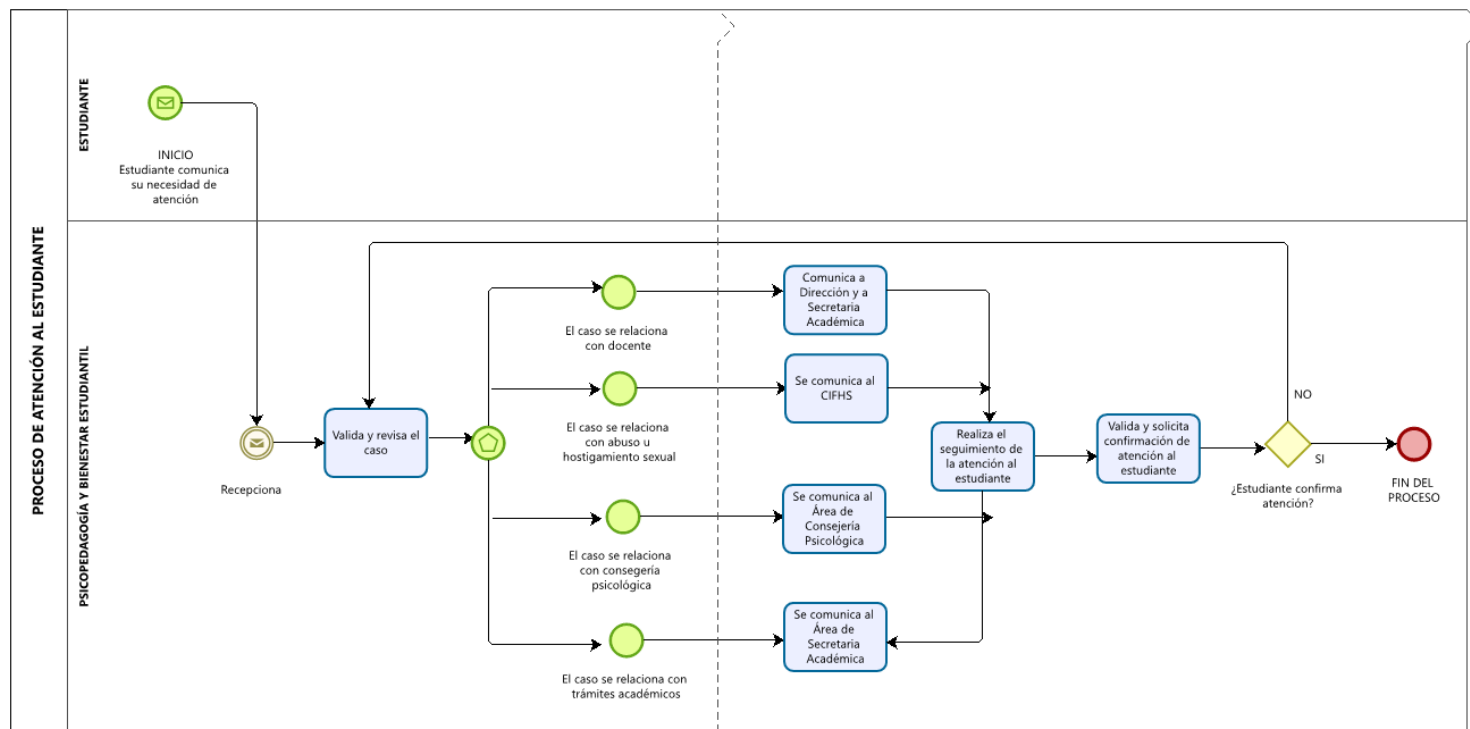 PROCESO DE ATENCIÓN AL ESTUDIANTE
ESTUDIANTE
INICIO
Estudiante comunica
su necesidad de
atención
PSICOPEDAGOGÍA Y BIENESTAR ESTUDIANTIL
Recepciona
Valida y revisa el
caso
El caso se relaciona
con docente
El caso se relaciona
con abuso u
hostigamiento sexual
El caso se relaciona
con consegería
psicológica
El caso se relaciona con
trámites académicos
Comunica a
Dirección y a
Secretaria
Académica
Se comunica al
CIFHS
Se comunica al
Área de
Consejería
Psicológica
Se comunica al
Área de
Secretaria
Académica
Realiza el
seguimiento de
la atención al
estudiante
Valida y solicita
confirmación de
atención al
estudiante
¿Estudiante confirma
atención?
NO
SI
FIN DEL
PROCESO